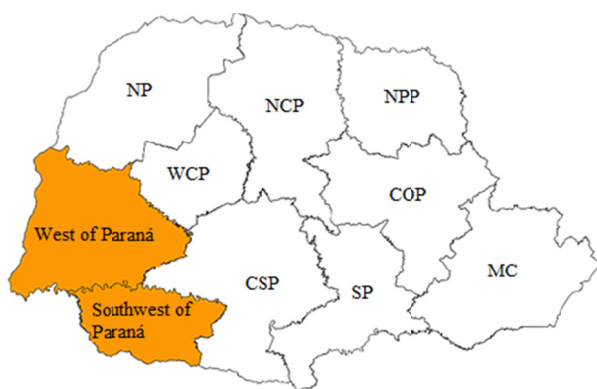 NP
NCP
NPP
WCP
COP
West of Paraná
MC
CSP
SP
Southwest of
Paraná